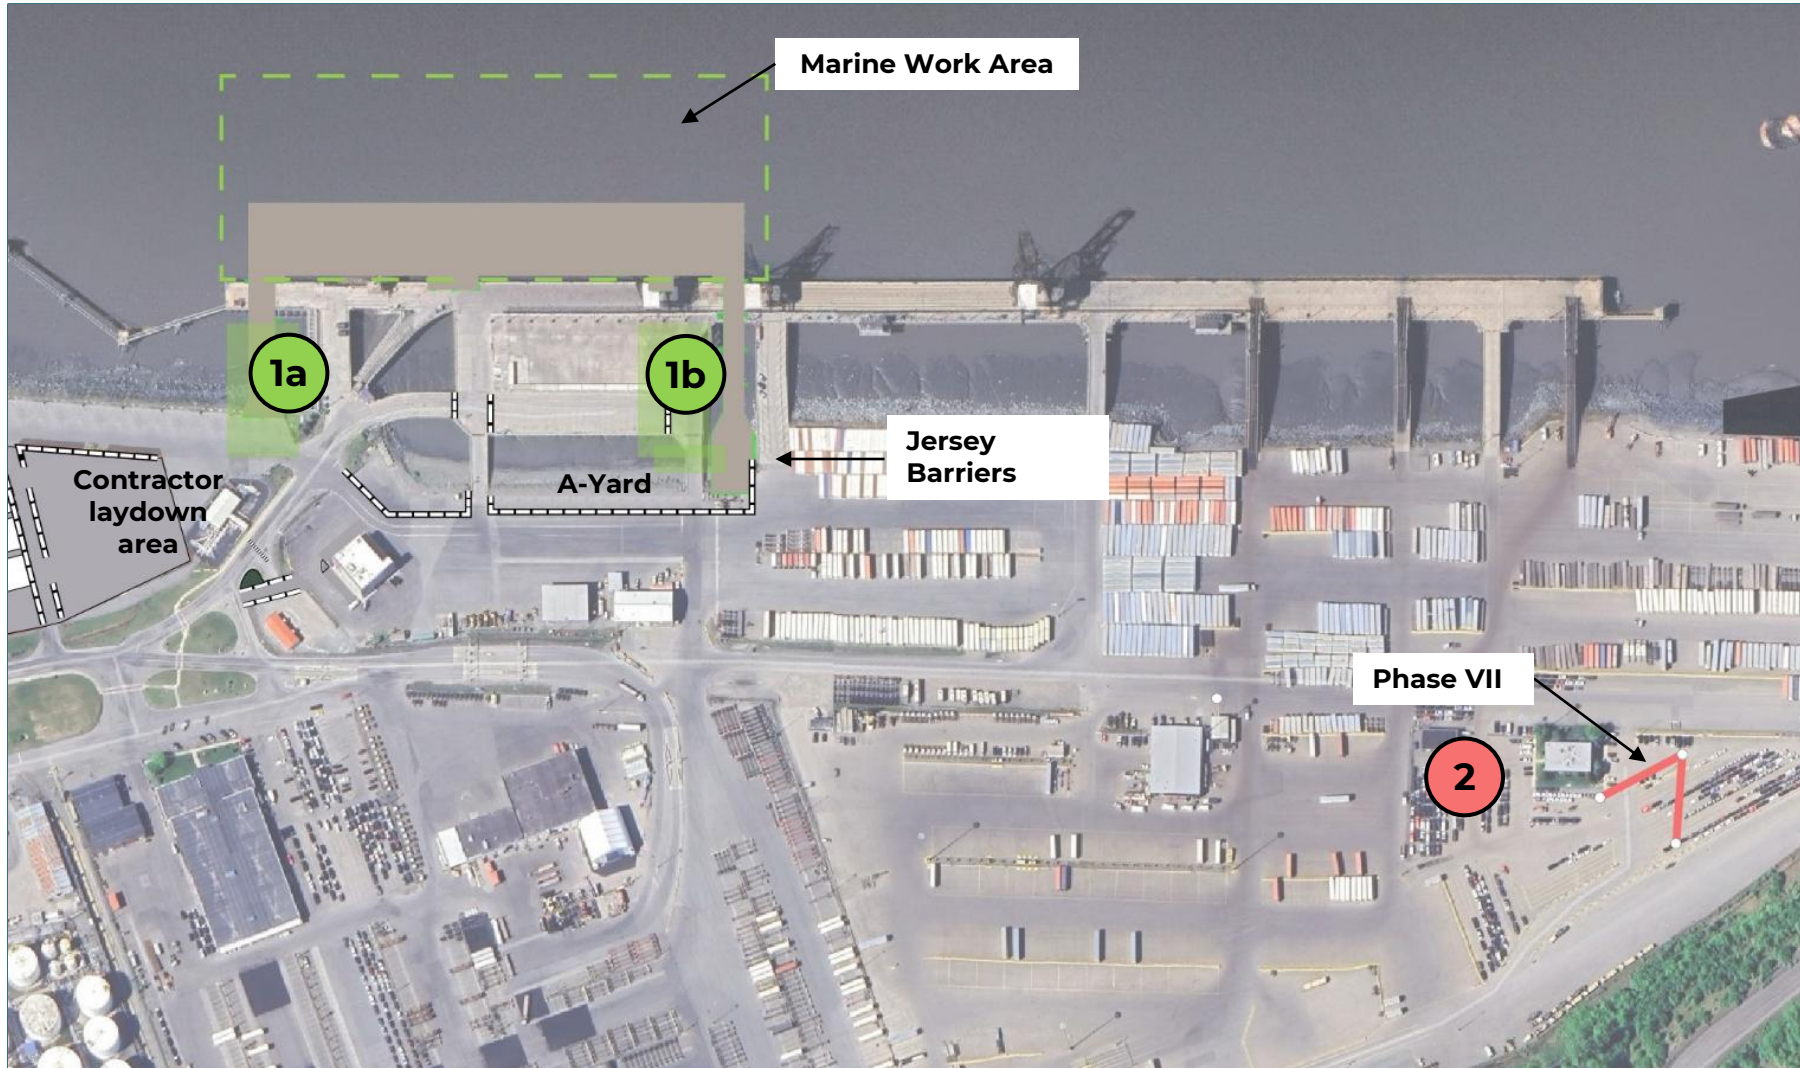 Marine Work Area
1a
1b
Jersey
Barriers
Contractor
laydown
area
A-Yard
Phase VII
2